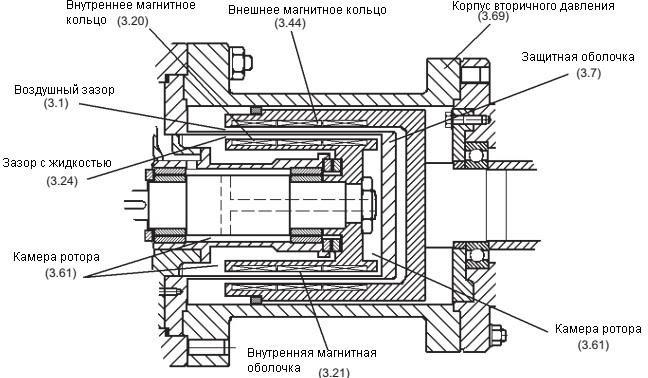 Внутреннее магнитное
кольцо (3.20)
Внешнее магнитное кольцо
(3.44)
Корпус вторичного давления
(3.69)
Защитная оболочка
(3.7)
Воздушный зазор
(3.1)
Зазор с жидкостью
(3.24)
Камера ротора
(3.61)
Камера ротора
(3.61)
Внутренняя магнитная
оболочка (3.21)